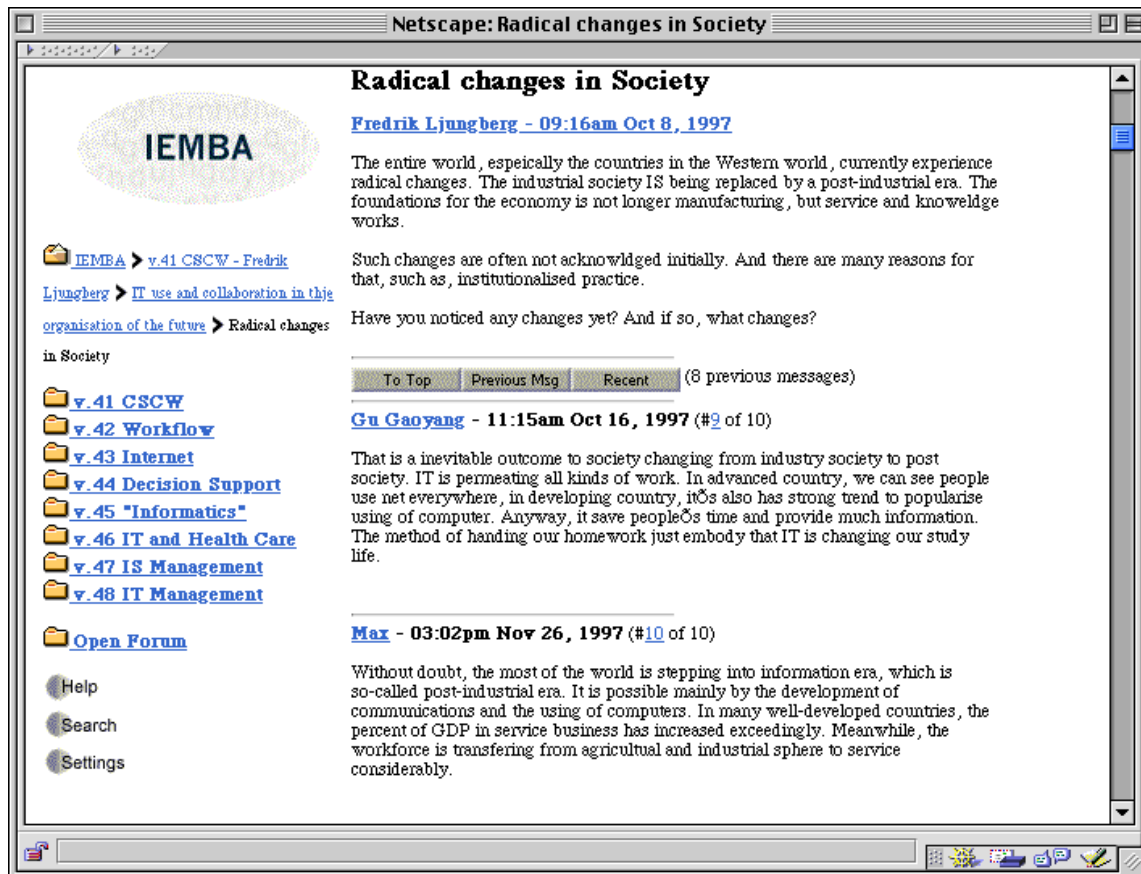 Netscape: Radical changes in Society
IEMBA
IEMBA > v.41 CSCW - Fredrik
Ljungberg > IT use and collaboration in thje
organisation of the future > Radical changes
in Society
v.41 CSCW
v.42 Workflow
v.43 Internet
v.44 Decision Support
v.45 "Informatics"
v.46 IT and Health Care
v.47 IS Management
v.48 IT Management
Open Forum
Help
Search
Settings
Radical changes in Society
Fredrik Ljungberg - 09:16am Oct 8, 1997
The entire world, espeically the countries in the Western world, currently experience
radical changes. The industrial society IS being replaced by a post-industrial era. The
foundations for the economy is not longer manufacturing, but service and knoweldge
works.
Such changes are often not acknowldged initially. And there are many reasons for
that, such as, institutionalised practice.
Have you noticed any changes yet? And if so, what changes?
To Top Previous Msg Recent (8 previous messages)
Gu Gaoyang - 11:15am Oct 16, 1997 (#9 of 10)
That is a inevitable outcome to society changing from industry society to post
society. IT is permeating all kinds of work. In advanced country, we can see people
use net everywhere, in developing country, itÕs also has strong trend to popularise
using of computer. Anyway, it save peopleÕs time and provide much information.
The method of handing our homework just embody that IT is changing our study
life.
Max - 03:02pm Nov 26, 1997 (#10 of 10)
Without doubt, the most of the world is stepping into information era, which is
so-called post-industrial era. It is possible mainly by the development of
communications and the using of computers. In many well-developed countries, the
percent of GDP in service business has increased exceedingly. Meanwhile, the
workforce is transfering from agricultual and industrial sphere to service
considerably.